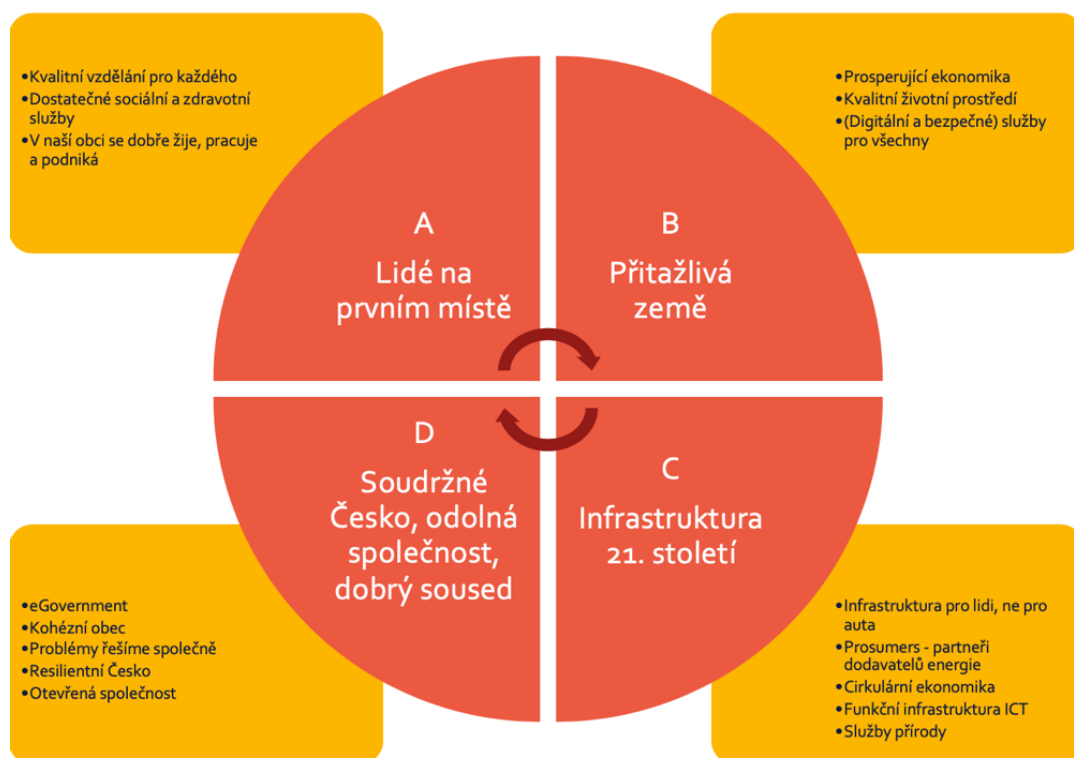 •Kvalitní vzdělání pro každého
•Dostatečné sociální a zdravotní
služby
•V naší obci se dobře žije, pracuje
a podniká
•Prosperující ekonomika
•Kvalitní životní prostředí
•(Digitální a bezpečné) služby
pro všechny
A
Lidé na
prvním místě
B
Přitažlivá
země
D
Soudržné
Česko, odolná
společnost,
dobrý soused
C
Infrastruktura
21. století
•eGovernment
•Kohézní obec
•Problémy řešíme společně
•Resilientní Česko
•Otevřená společnost
•Infrastruktura pro lidi, ne pro
auta
•Prosumers - partneři
dodavatelů energie
•Cirkulární ekonomika
•Funkční infrastruktura ICT
•Služby přírody